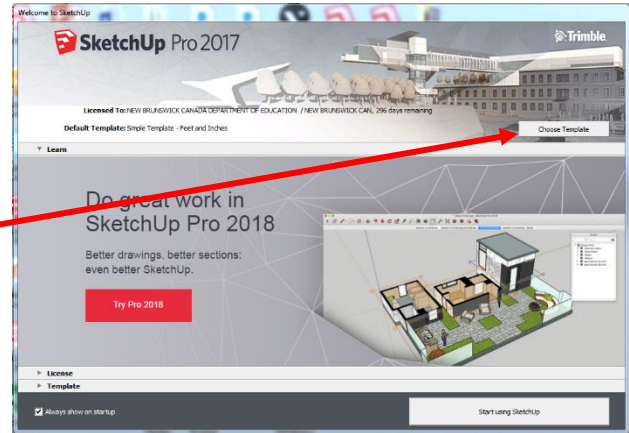 Welcome to SketchUp
SketchUp Pro 2017
Trimble
Licensed To: NEW BRUNSWICK CANADA DEPARTMENT OF EDUCATION / NEW BRUNSWICK CAN, 296 days remaining
Default Template: Simple Template - Feet and Inches
Choose Template
Learn
Do great work in
SketchUp Pro 2018
Better drawings, better sections:
even better SketchUp.
Try Pro 2018
License
Template
Always show on startup
Start using SketchUp